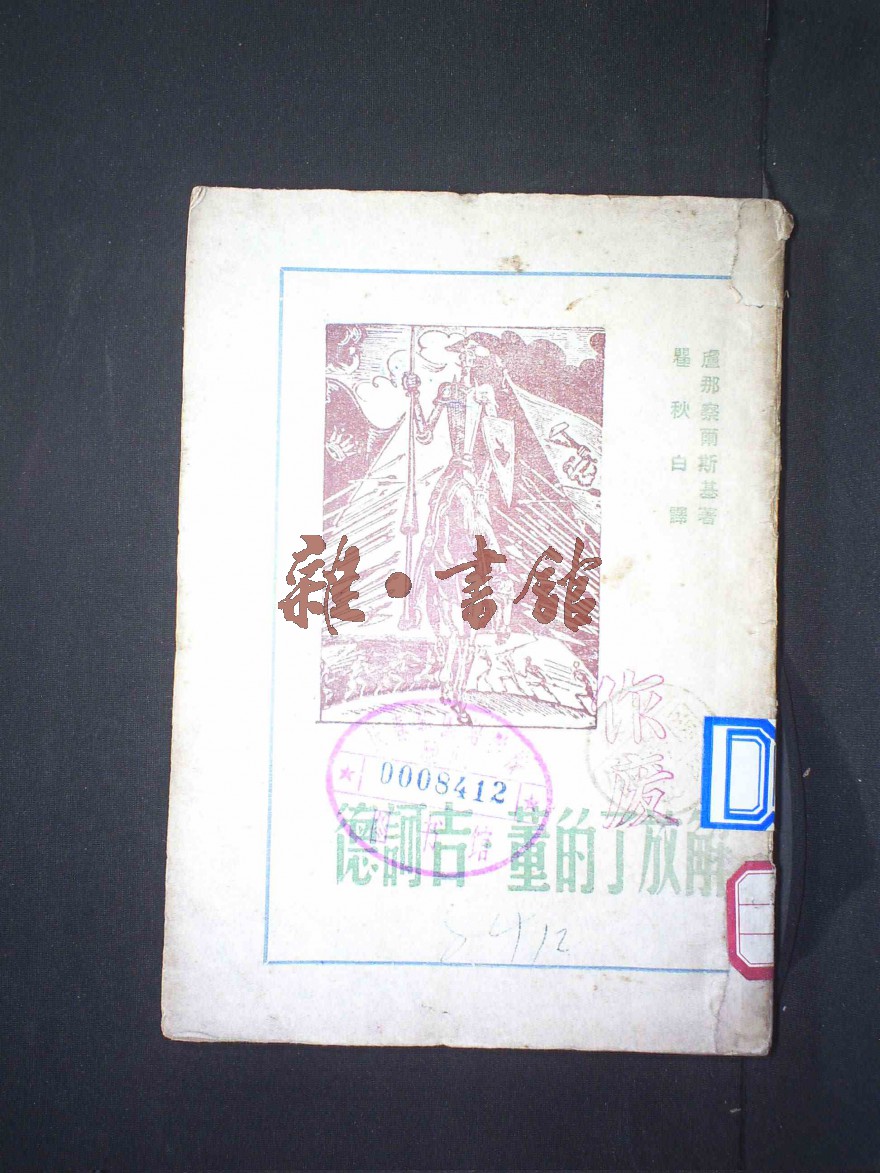 盧那察爾斯基著
瞿秋白譯
雜·書館
作廢
D
0008412
解放了的董吉訶德
8412